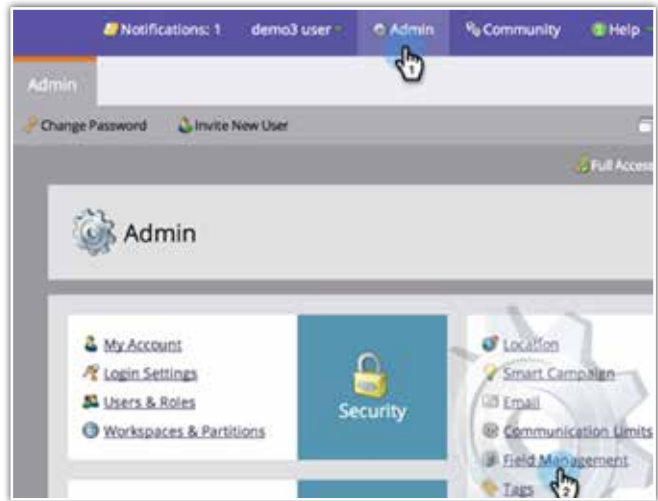 Notifications: 1 demo3 user Admin Community Help
1
Admin
Change Password Invite New User
Full Access
Admin
My Account
Login Settings
Users & Roles
Workspaces & Partitions
Security
Location
Smart Campaign
Email
Communication Limits
Field Management
Tags
2